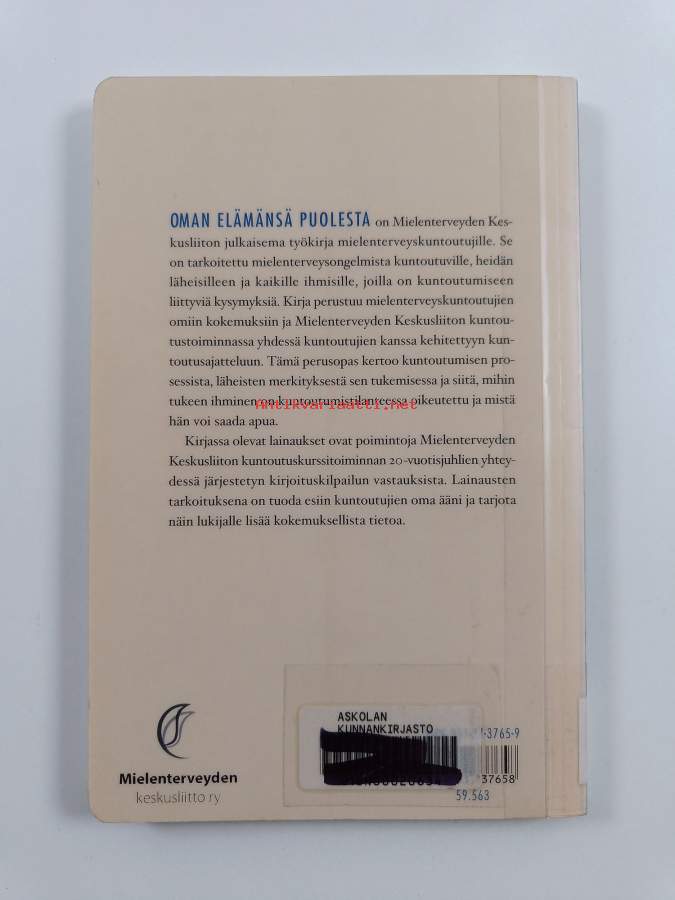 OMAN ELÄMÄNSÄ PUOLESTA on Mielenterveyden Kes-
kusliiton julkaisema työkirja mielenterveyskuntoutujille. Se
on tarkoitettu mielenterveysongelmista kuntoutuville, heidän
läheisilleen ja kaikille ihmisille, joilla on kuntoutumiseen
liittyviä kysymyksiä. Kirja perustuu mielenterveyskuntoutujien
omiin kokemuksiin ja Mielenterveyden Keskusliiton kuntou-
tustoiminnassa yhdessä kuntoutujien kanssa kehitettyyn kun-
toutusajatteluun. Tämä perusopas kertoo kuntoutumisen pro-
sessista, läheisten merkityksestä sen tukemisessa ja siitä, mihin
tukeen ihminen on kuntoutumistilanteessa oikeutettu ja mistä
hän voi saada apua.
Antikvariaatti.net
Kirjassa olevat lainaukset ovat poimintoja Mielenterveyden
Keskusliiton kuntoutuskurssitoiminnan 20-vuotisjuhlien yhtey-
dessä järjestetyn kirjoituskilpailun vastauksista. Lainausten
tarkoituksena on tuoda esiin kuntoutujien oma ääni ja tarjota
näin lukijalle lisää kokemuksellista tietoa.
ASKOLAN
KUNNANKIRJASTO
-3765-9
37658
59.563
Mielenterveyden
keskusliitto ry